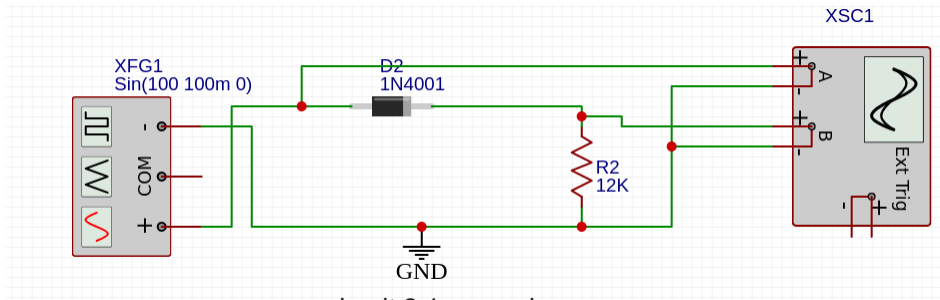 XSC1
XFG1
Sin(100 100m 0)
D2
1N4001
+
A
-
+
B
-
-
COM
+
R2
12K
Ext Trig
-
+
GND